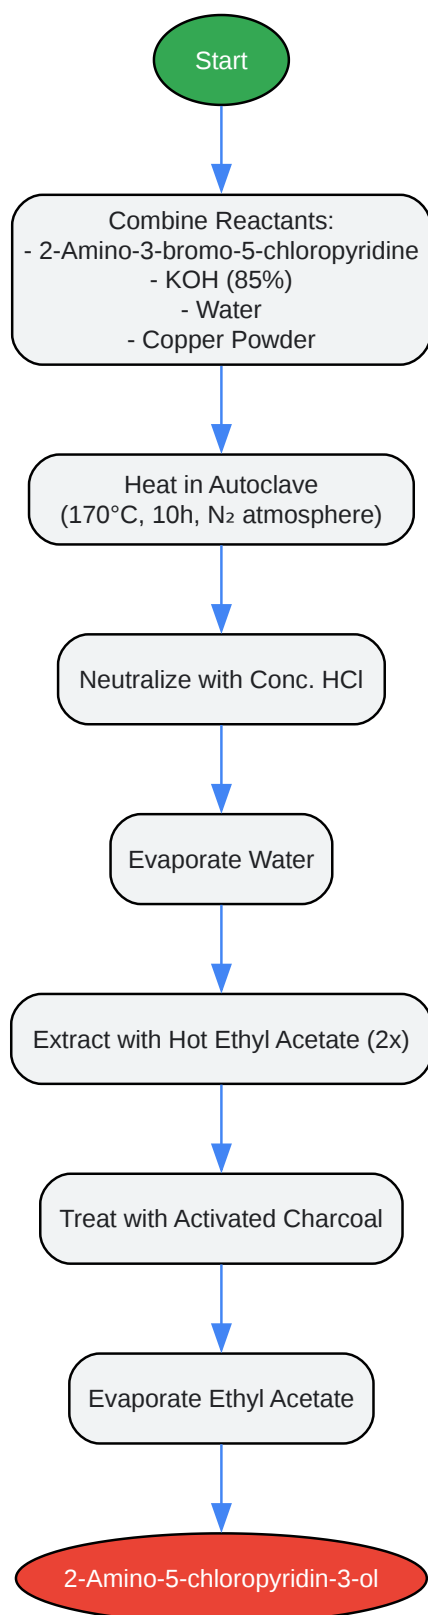 Start
Combine Reactants:
- 2-Amino-3-bromo-5-chloropyridine
- KOH (85%)
- Water
- Copper Powder
Heat in Autoclave
(170°C, 10h, N₂ atmosphere)
Neutralize with Conc. HCl
Evaporate Water
Extract with Hot Ethyl Acetate (2x)
Treat with Activated Charcoal
Evaporate Ethyl Acetate
2-Amino-5-chloropyridin-3-ol